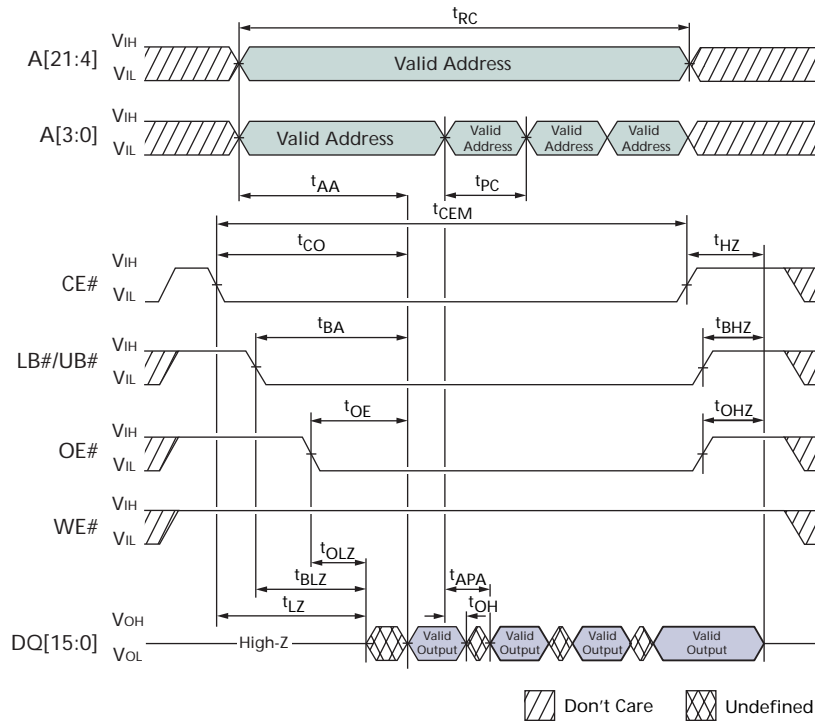 tRC
VIH
A[21:4]
Valid Address
VIL
VIH
A[3:0]
Valid Address
Valid Address
Valid Address
Valid Address
VIL
tAA
tPC
tCEM
tCO
tHZ
VIH
CE#
VIL
tBA
tBHZ
VIH
LB#/UB#
VIL
tOE
tOHZ
VIH
OE#
VIL
VIH
WE#
VIL
tOLZ
tBLZ
tAPA
tLZ
tOH
VOH
DQ[15:0]
High-Z
Valid Output
Valid Output
Valid Output
Valid Output
VOL
Don't Care
Undefined